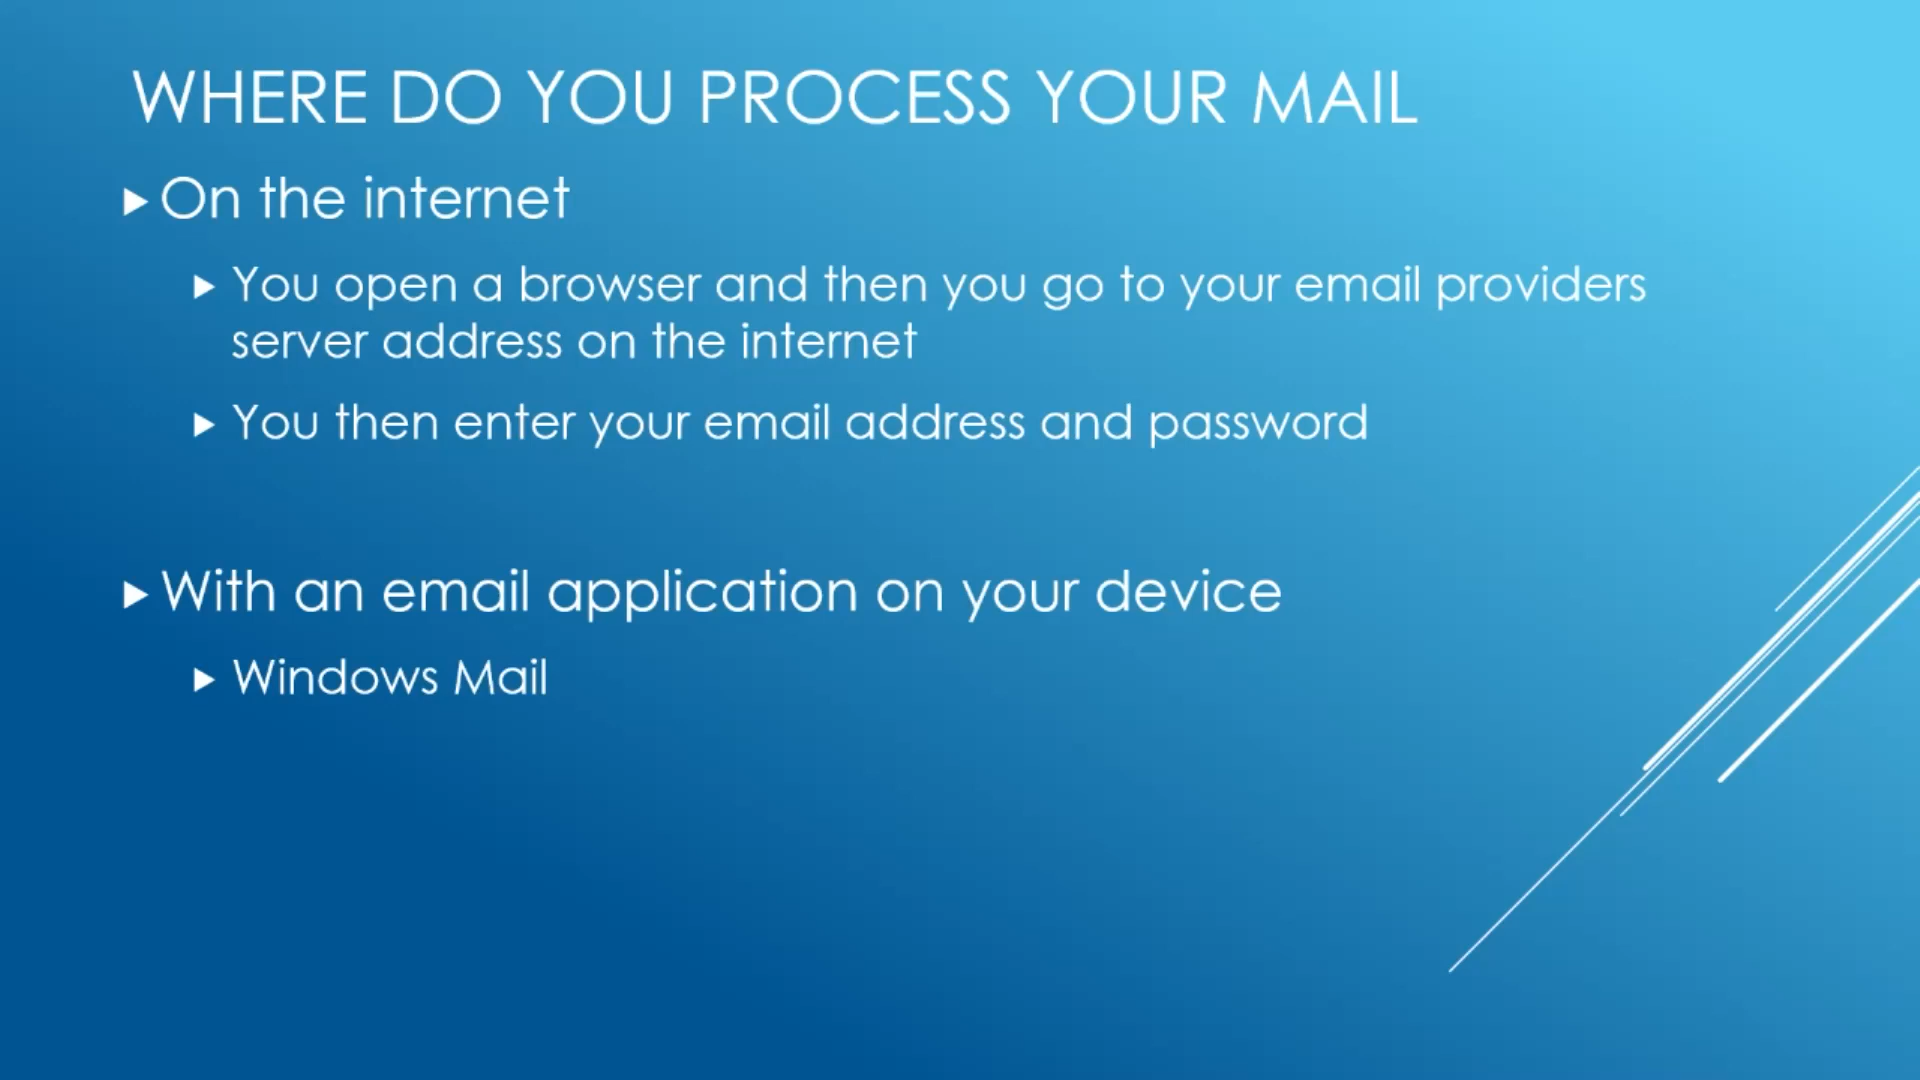 WHERE DO YOU PROCESS YOUR MAIL
On the internet
You open a browser and then you go to your email providers
server address on the internet
You then enter your email address and password
With an email application on your device
Windows Mail